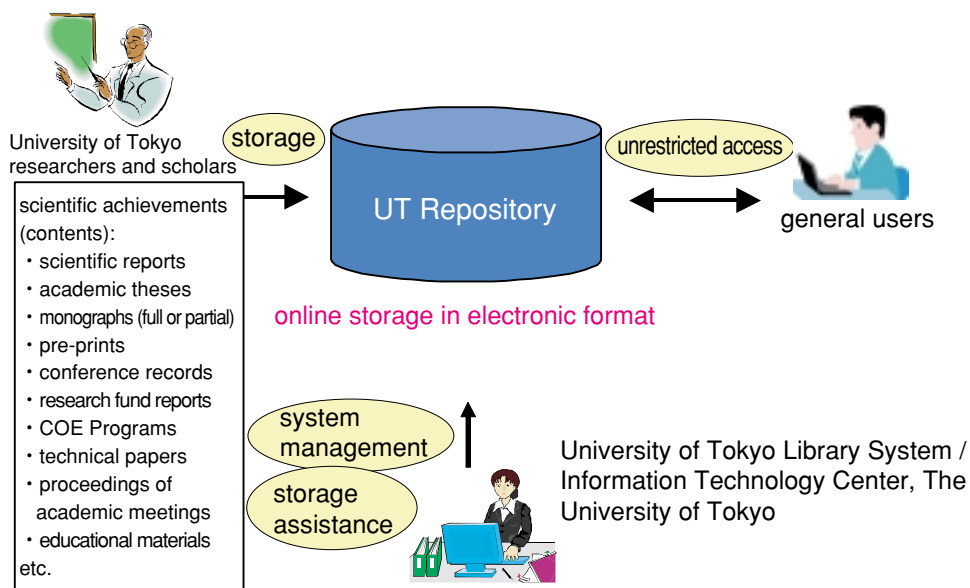 University of Tokyo
researchers and scholars
storage
UT Repository
unrestricted access
general users
scientific achievements
(contents):
・scientific reports
・academic theses
・monographs (full or partial)
・pre-prints
・conference records
・research fund reports
・COE Programs
・technical papers
・proceedings of
academic meetings
・educational materials
etc.
online storage in electronic format
system
management
storage
assistance
University of Tokyo Library System /
Information Technology Center, The
University of Tokyo